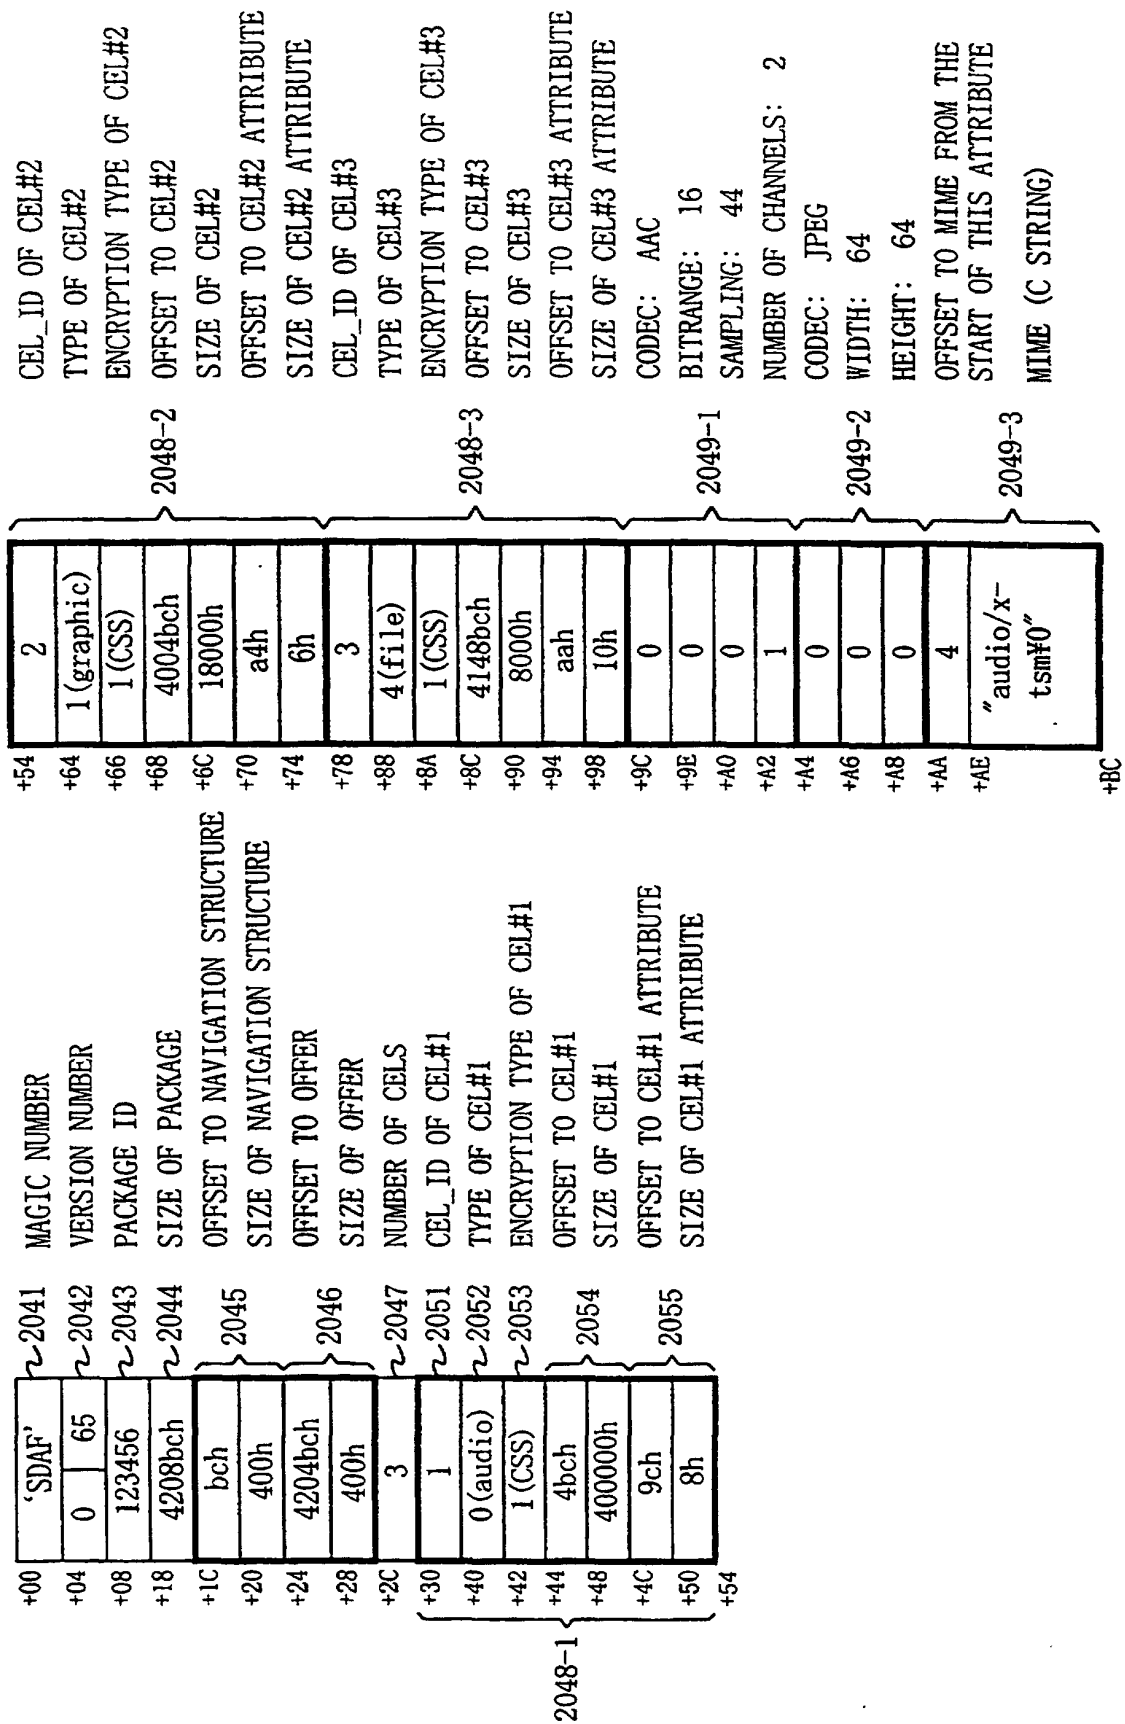 +00 'SDAF' 2041 MAGIC NUMBER
+04 0 65 2042 VERSION NUMBER
+08 123456 2043 PACKAGE ID
+18 4208bch 2044 SIZE OF PACKAGE
+1C bch OFFSET TO NAVIGATION STRUCTURE
2045
+20 400h SIZE OF NAVIGATION STRUCTURE
+24 4204bch OFFSET TO OFFER
2046
+28 400h SIZE OF OFFER
+2C 3 2047 NUMBER OF CELS
+30 1 2051 CEL_ID OF CEL#1
+40 0(audio) 2052 TYPE OF CEL#1
+42 1(CSS) 2053 ENCRYPTION TYPE OF CEL#1
+44 4bch OFFSET TO CEL#1
2054
+48 400000h SIZE OF CEL#1
+4C 9ch OFFSET TO CEL#1 ATTRIBUTE
2055
+50 8h SIZE OF CEL#1 ATTRIBUTE
+54
2048-1
+54 2 CEL_ID OF CEL#2
+64 1(graphic) TYPE OF CEL#2
+66 1(CSS) ENCRYPTION TYPE OF CEL#2
+68 4004bch OFFSET TO CEL#2
2048-2
+6C 18000h SIZE OF CEL#2
+70 a4h OFFSET TO CEL#2 ATTRIBUTE
+74 6h SIZE OF CEL#2 ATTRIBUTE
+78 3 CEL_ID OF CEL#3
+88 4(file) TYPE OF CEL#3
+8A 1(CSS) ENCRYPTION TYPE OF CEL#3
+8C 4148bch OFFSET TO CEL#3
2048-3
+90 8000h SIZE OF CEL#3
+94 aah OFFSET TO CEL#3 ATTRIBUTE
+98 10h SIZE OF CEL#3 ATTRIBUTE
+9C 0 CODEC: AAC
+9E 0 BITRANGE: 16
2049-1
+A0 0 SAMPLING: 44
+A2 1 NUMBER OF CHANNELS: 2
+A4 0 CODEC: JPEG
+A6 0 WIDTH: 64
2049-2
+A8 0 HEIGHT: 64
+AA 4 OFFSET TO MIME FROM THE
START OF THIS ATTRIBUTE
+AE "audio/x-
tsm¥0" 2049-3 MIME (C STRING)
+BC